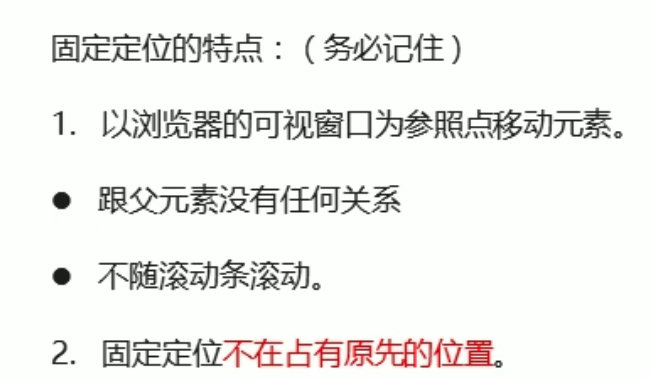 固定定位的特点：（务必记住）
1. 以浏览器的可视窗口为参照点移动元素。
● 跟父元素没有任何关系
● 不随滚动条滚动。
2. 固定定位不在占有原先的位置。